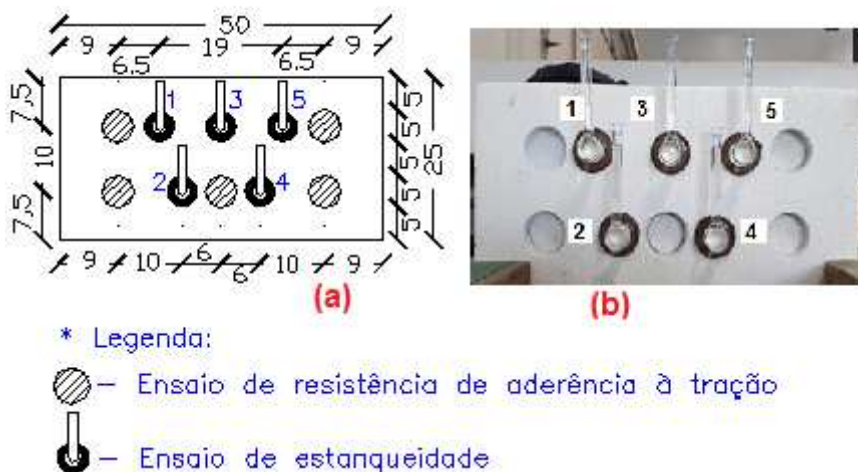 50
9 19 9
6.5 6.5
7,5 10 7,5
1 3 5
2 4
5 5 5 5 5
25
9 10 6 6 10 9
(a)
1 3 5
2 4
(b)
* Legenda:
– Ensaio de resistência de aderência à tração
– Ensaio de estanqueidade